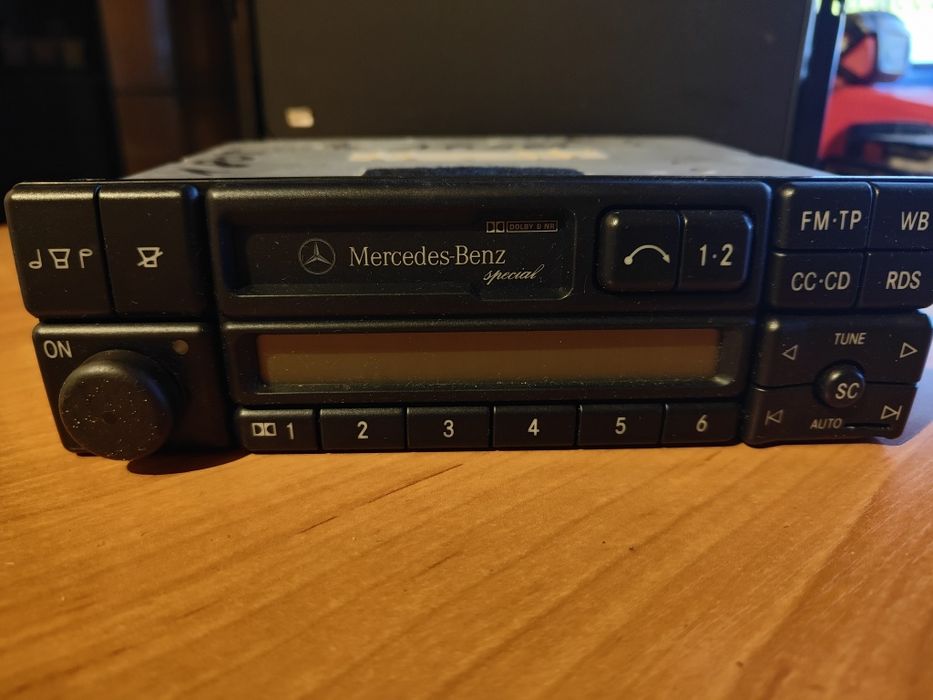 DOLBY B NR
Mercedes-Benz
special
1·2
FM·TP
WB
CC·CD
RDS
ON
1
2
3
4
5
6
TUNE
SC
AUTO